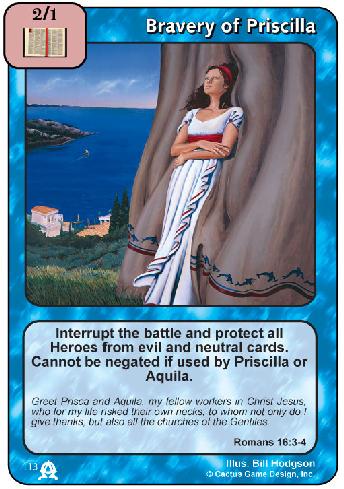 2/1
Bravery of Priscilla
Interrupt the battle and protect all
Heroes from evil and neutral cards.
Cannot be negated if used by Priscilla or
Aquila.
Greet Prisca and Aquila, my fellow workers in Christ Jesus,
who for my life risked their own necks, to whom not only do I
give thanks, but also all the churches of the Gentiles.
Romans 16:3-4
13
Illus. Bill Hodgson
© Cactus Game Design, Inc.